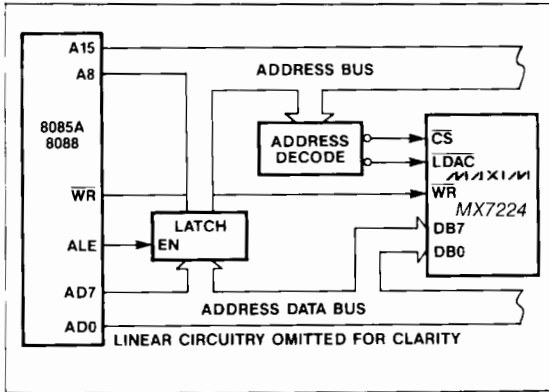 A15
A8
8085A
8088
WR
ALE
AD7
AD0
ADDRESS BUS
ADDRESS
DECODE
LATCH
EN
CS
LDAC
MAXIM
WR
MX7224
DB7
DB0
ADDRESS DATA BUS
LINEAR CIRCUITRY OMITTED FOR CLARITY